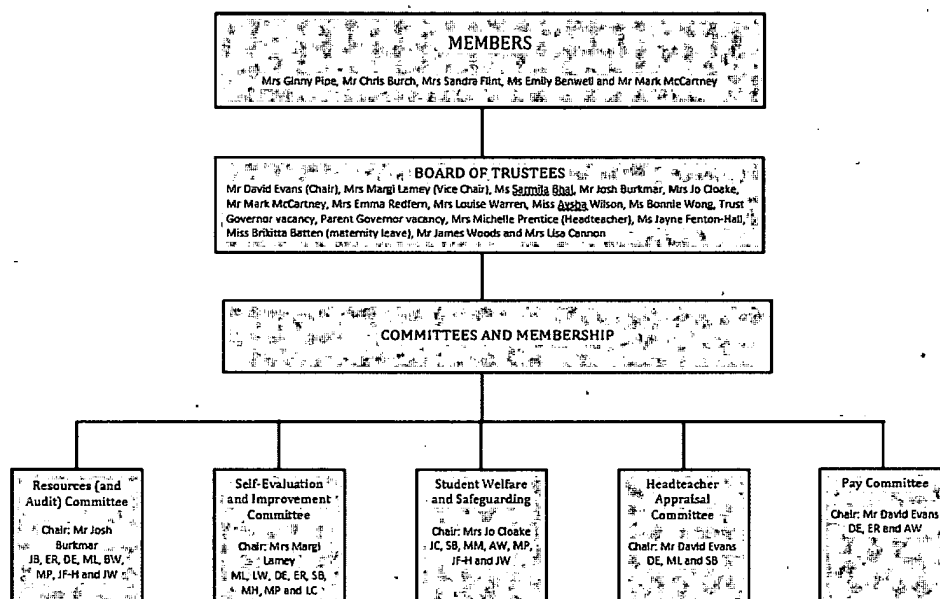 MEMBERS
Mrs Ginny Pipe, Mr Chris Burch, Mrs Sandra Flint, Ms Emily Benwell and Mr Mark McCartney
BOARD OF TRUSTEES
Mr David Evans (Chair), Mrs Margi Lamey (Vice Chair), Ms Sarmila Bhal, Mr Josh Burkmar, Mrs Jo Cloake,
Mr Mark McCartney, Mrs Emma Redfern, Mrs Louise Warren, Miss Aysha Wilson, Ms Bonnie Wong, Trust
Governor vacancy, Parent Governor vacancy, Mrs Michelle Prentice (Headteacher), Ms Jayne Fenton-Hall,
Miss Brikitta Batten (maternity leave), Mr James Woods and Mrs Lisa Cannon
COMMITTEES AND MEMBERSHIP
Resources (and
Audit) Committee
Chair: Mr Josh
Burkmar
JB, ER, DE, ML, BW,
MP, JF-H and JW
Self-Evaluation
and Improvement
Committee
Chair: Mrs Margi
Lamey
ML, LW, DE, ER, SB,
MH, MP and LC
Student Welfare
and Safeguarding
Chair: Mrs Jo Cloake
JC, SB, MM, AW, MP,
JF-H and JW
Headteacher
Appraisal
Committee
Chair: Mr David Evans
DE, ML and SB
Pay Committee
Chair: Mr David Evans
DE, ER and AW